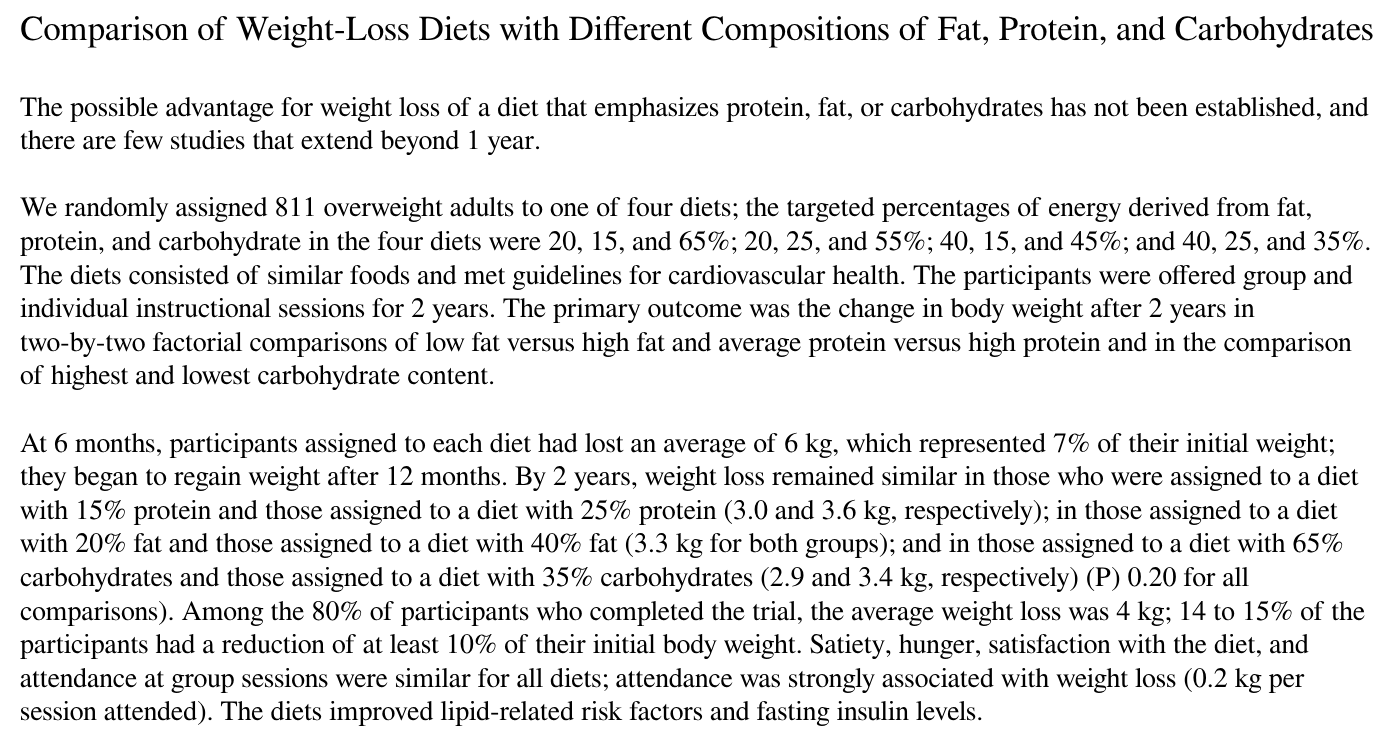 Comparison of Weight-Loss Diets with Different Compositions of Fat, Protein, and Carbohydrates
The possible advantage for weight loss of a diet that emphasizes protein, fat, or carbohydrates has not been established, and
there are few studies that extend beyond 1 year.
We randomly assigned 811 overweight adults to one of four diets; the targeted percentages of energy derived from fat,
protein, and carbohydrate in the four diets were 20, 15, and 65%; 20, 25, and 55%; 40, 15, and 45%; and 40, 25, and 35%.
The diets consisted of similar foods and met guidelines for cardiovascular health. The participants were offered group and
individual instructional sessions for 2 years. The primary outcome was the change in body weight after 2 years in
two-by-two factorial comparisons of low fat versus high fat and average protein versus high protein and in the comparison
of highest and lowest carbohydrate content.
At 6 months, participants assigned to each diet had lost an average of 6 kg, which represented 7% of their initial weight;
they began to regain weight after 12 months. By 2 years, weight loss remained similar in those who were assigned to a diet
with 15% protein and those assigned to a diet with 25% protein (3.0 and 3.6 kg, respectively); in those assigned to a diet
with 20% fat and those assigned to a diet with 40% fat (3.3 kg for both groups); and in those assigned to a diet with 65%
carbohydrates and those assigned to a diet with 35% carbohydrates (2.9 and 3.4 kg, respectively) (P) 0.20 for all
comparisons). Among the 80% of participants who completed the trial, the average weight loss was 4 kg; 14 to 15% of the
participants had a reduction of at least 10% of their initial body weight. Satiety, hunger, satisfaction with the diet, and
attendance at group sessions were similar for all diets; attendance was strongly associated with weight loss (0.2 kg per
session attended). The diets improved lipid-related risk factors and fasting insulin levels.